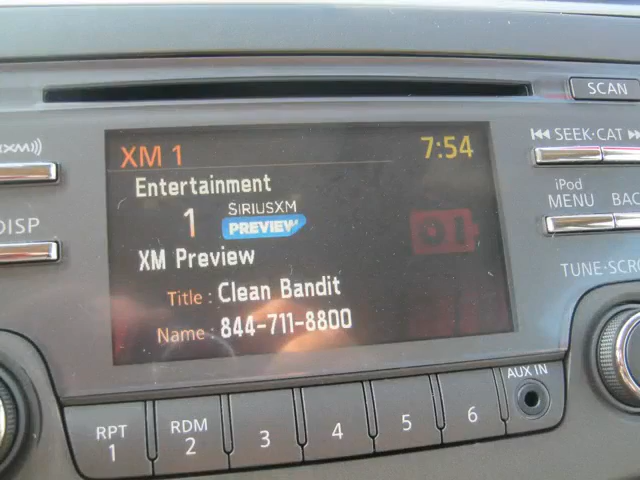 SCAN
XM))
XM 1 7:54
SEEK·CAT
Entertainment
iPod
MENU BAC
1 SIRIUSXM
PREVIEW
DISP
XM Preview
TUNE·SCRO
Title : Clean Bandit
Name : 844-711-8800
AUX IN
RPT
1
RDM
2
3
4
5
6